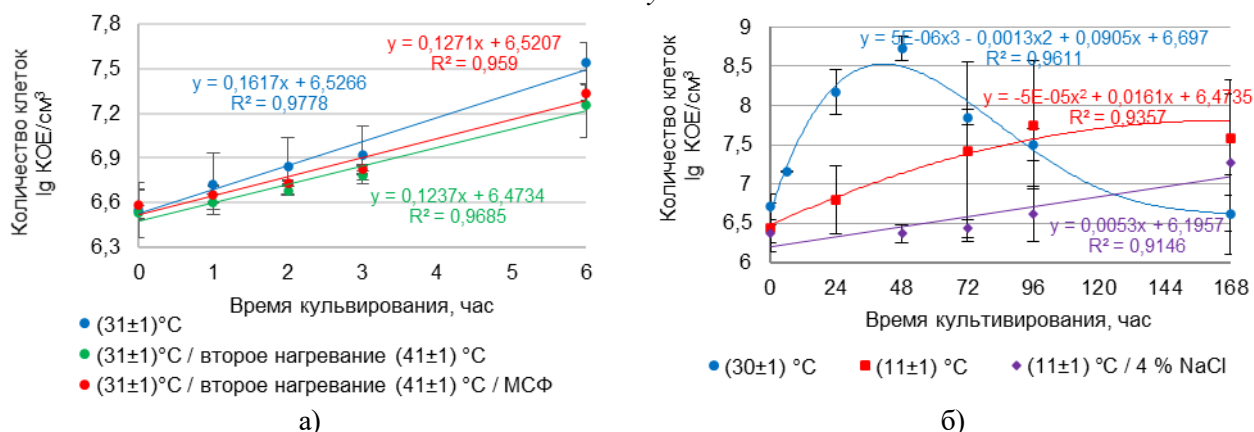 7,8
7,5
7,2
6,9
6,6
6,3
Количество клеток
lg КОЕ/см³
y = 0,1271x + 6,5207
R² = 0,959
y = 0,1617x + 6,5266
R² = 0,9778
y = 0,1237x + 6,4734
R² = 0,9685
0 1 2 3 4 5 6
Время кульвирования, час
(31±1)°C
(31±1)°C / второе нагревание (41±1) °C
(31±1)°C / второе нагревание (41±1) °C / МСФ
а)
9
8,5
8
7,5
7
6,5
6
Количество клеток
lg КОЕ/см³
y = 5E-06x3 - 0,0013x2 + 0,0905x + 6,697
R² = 0,9611
y = -5E-05x² + 0,0161x + 6,4735
R² = 0,9357
y = 0,0053x + 6,1957
R² = 0,9146
0 24 48 72 96 120 144 168
Время культивирования, час
(30±1) °C (11±1) °C (11±1) °C / 4 % NaCl
б)